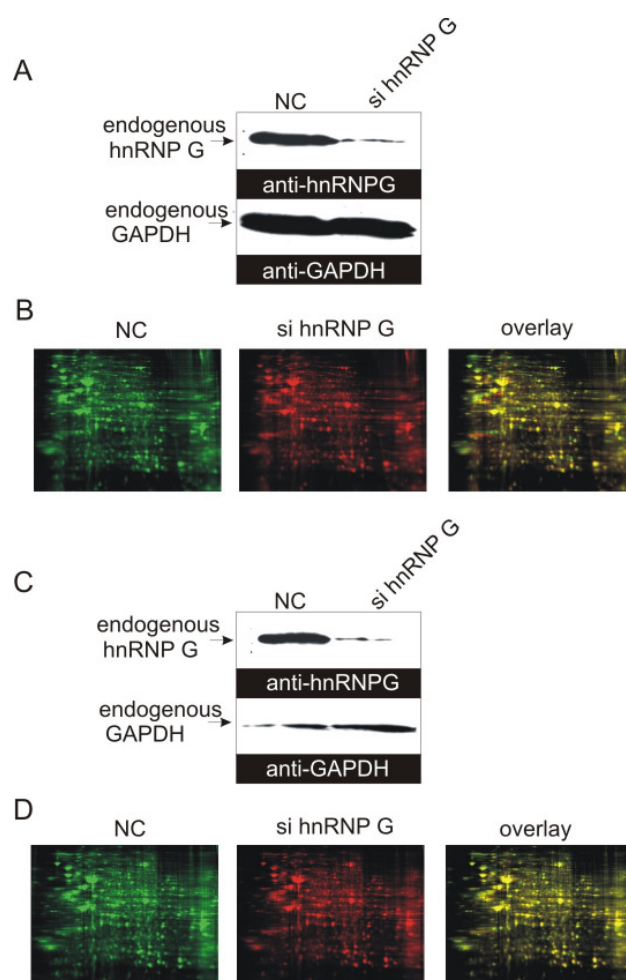 A
NC
si hnRNP G
endogenous
hnRNP G
anti-hnRNPG
endogenous
GAPDH
anti-GAPDH
B
NC
si hnRNP G
overlay
C
NC
si hnRNP G
endogenous
hnRNP G
anti-hnRNPG
endogenous
GAPDH
anti-GAPDH
D
NC
si hnRNP G
overlay